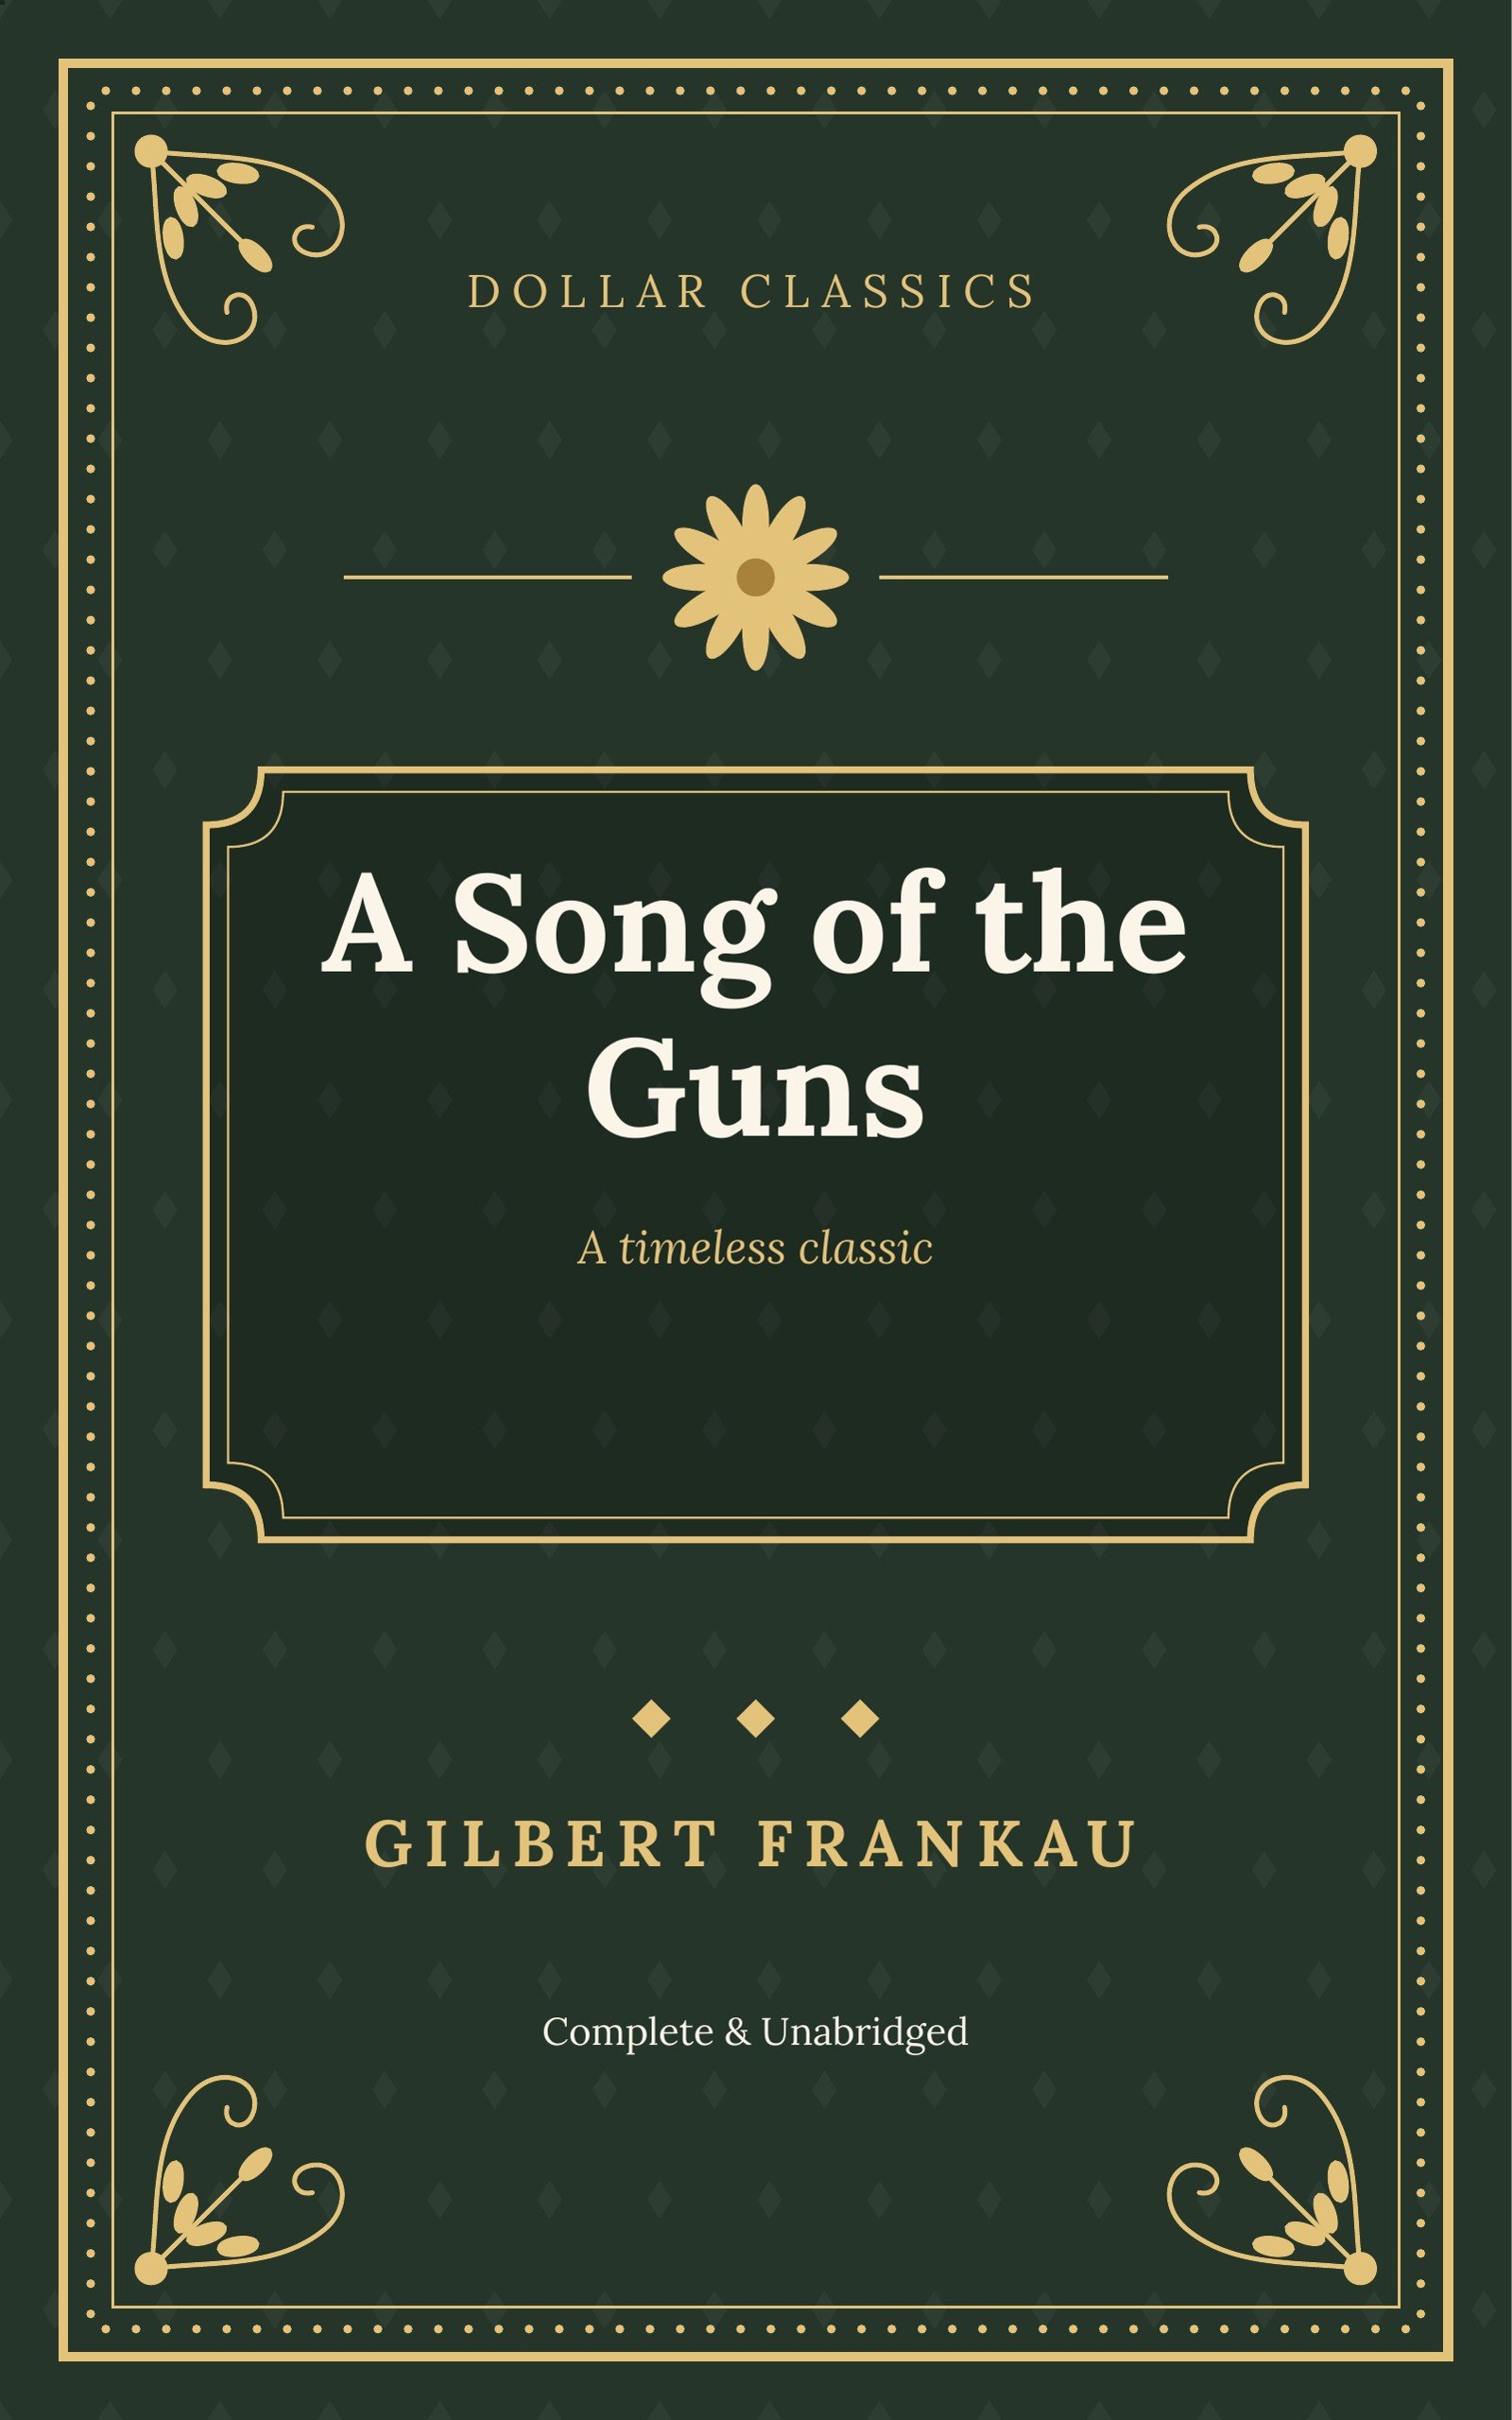 DOLLAR CLASSICS
A Song of the
Guns
A timeless classic
GILBERT FRANKAU
Complete & Unabridged